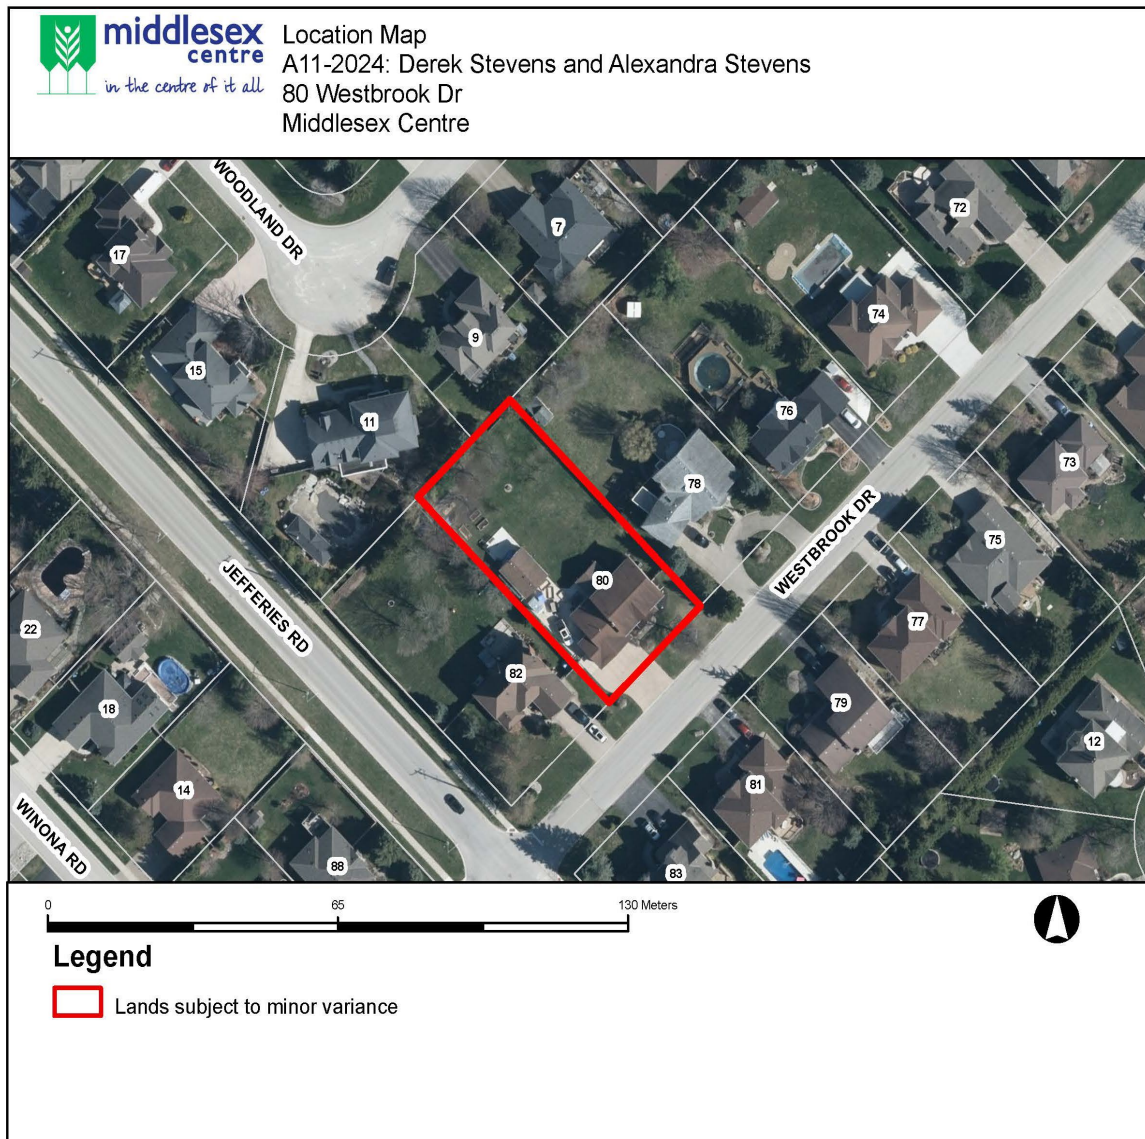 middlesex
centre
in the centre of it all
Location Map
A11-2024: Derek Stevens and Alexandra Stevens
80 Westbrook Dr
Middlesex Centre
WOODLAND DR
7
72
17
74
9
15
76
11
73
78
WESTBROOK DR
75
80
JEFFERIES RD
77
22
82
79
18
12
81
14
WINONA RD
88
83
0
65
130 Meters
Legend
Lands subject to minor variance